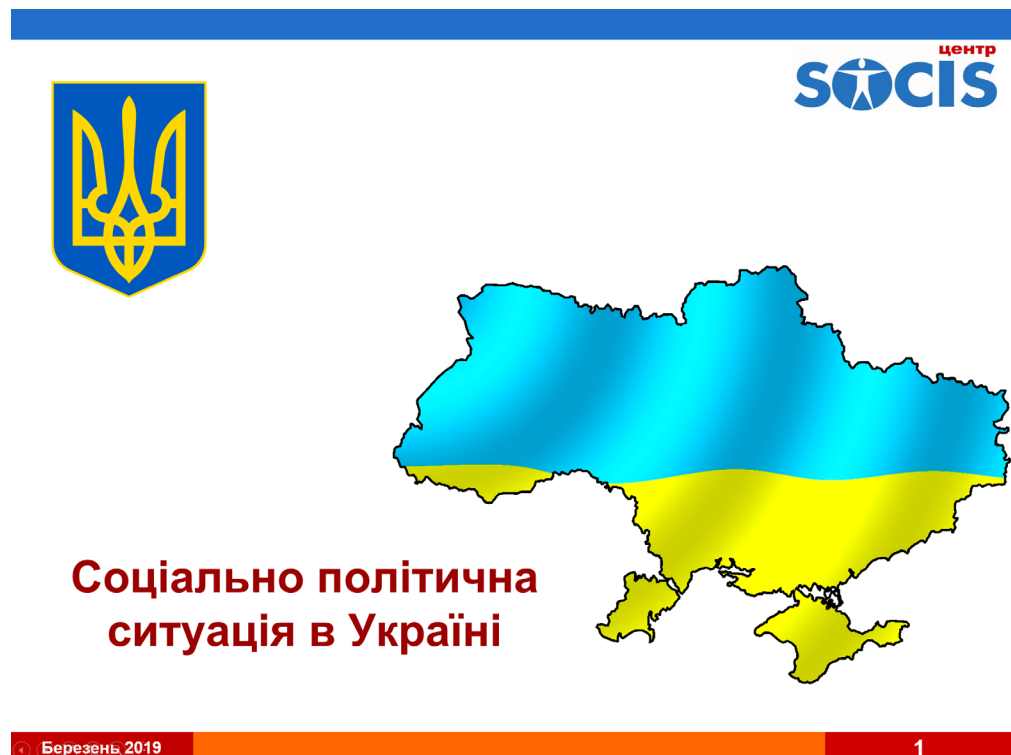 центр
SOCIS
Соціально політична
ситуація в Україні
Березень 2019
1